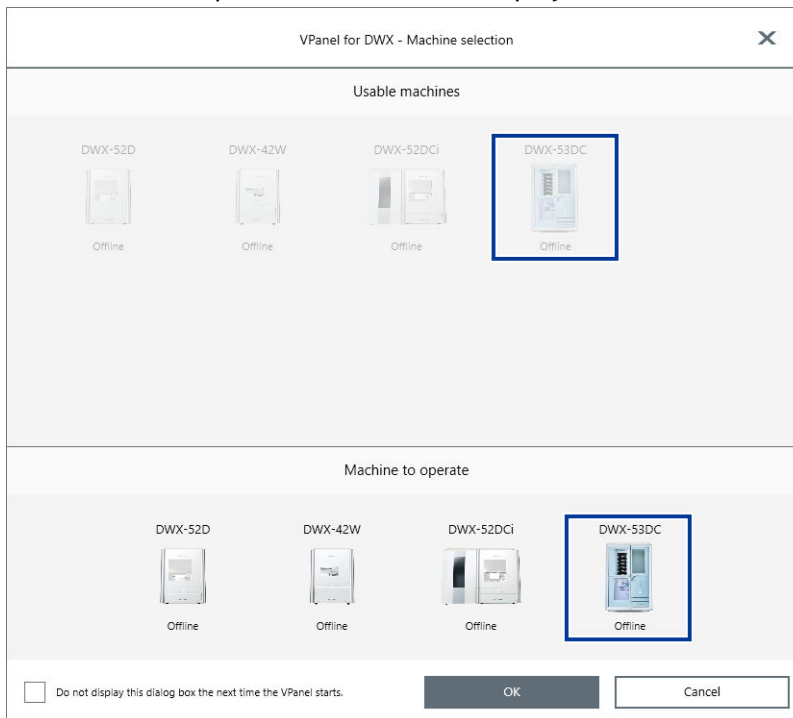 VPanel for DWX - Machine selection
Usable machines
DWX-52D DWX-42W DWX-52DCi DWX-53DC
Offline Offline Offline Offline
Machine to operate
DWX-52D DWX-42W DWX-52DCi DWX-53DC
Offline Offline Offline Offline
Do not display this dialog box the next time the VPanel starts. OK Cancel